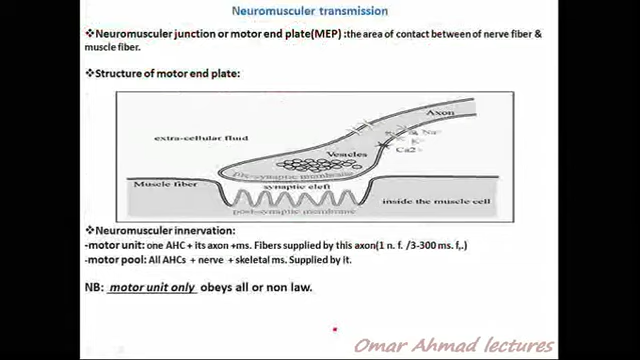 Neuromusculer transmission
❖Neuromusculer junction or motor end plate(MEP) :the area of contact between of nerve fiber &
muscle fiber.
❖Structure of motor end plate:
Axon
extra-cellular fluid
Na+
K+
Vesicles
Ca2+
pre-synaptic membrane
Muscle fiber
synaptic cleft
inside the muscle cell
post-synaptic membrane
❖Neuromusculer innervation:
-motor unit: one AHC + its axon +ms. Fibers supplied by this axon(1 n. f. /3-300 ms. f,.)
-motor pool: All AHCs + nerve + skeletal ms. Supplied by it.
NB: motor unit only obeys all or non law.
Omar Ahmad lectures